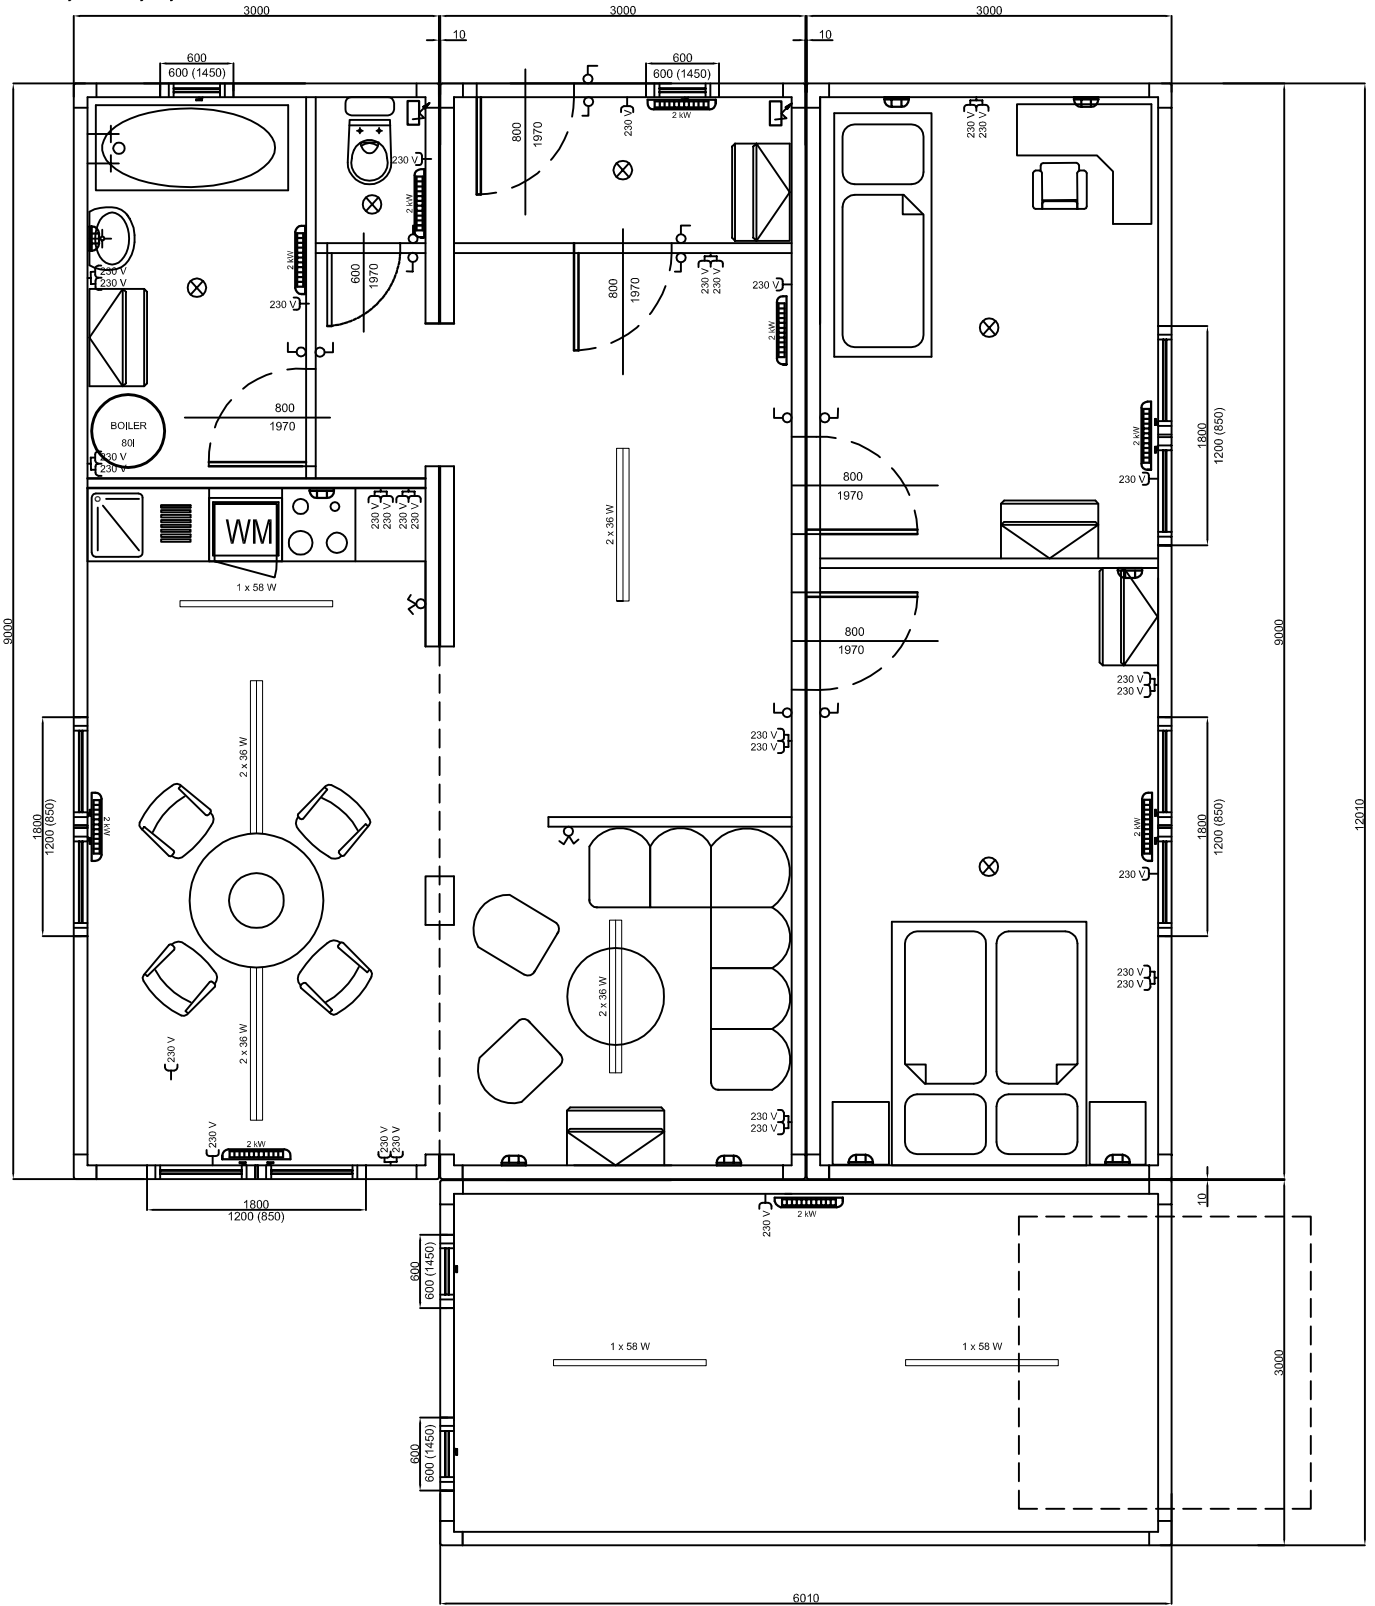 3000
3000
3000
10
10
600
600 (1450)
600
600 (1450)
2 kW
230 V
230 V
230 V
800
1970
230 V
2 kW
2 kW
230 V
230 V
230 V
600
1970
230 V
230 V
800
1970
230 V
2 kW
800
1970
BOILER
80l
230 V
230 V
2 kW
230 V
1800
1200 (850)
800
1970
WM
230 V
230 V
230 V
230 V
2 x 36 W
1 x 58 W
9000
9000
800
1970
230 V
230 V
2 x 36 W
230 V
230 V
1800
1200 (850)
2 kW
2 kW
230 V
1800
1200 (850)
12010
2 x 36 W
230 V
230 V
2 x 36 W
230 V
230 V
2 kW
230 V
230 V
230 V
230 V
1800
1200 (850)
10
230 V
2 kW
600
600 (1450)
1 x 58 W
1 x 58 W
3000
600
600 (1450)
6010